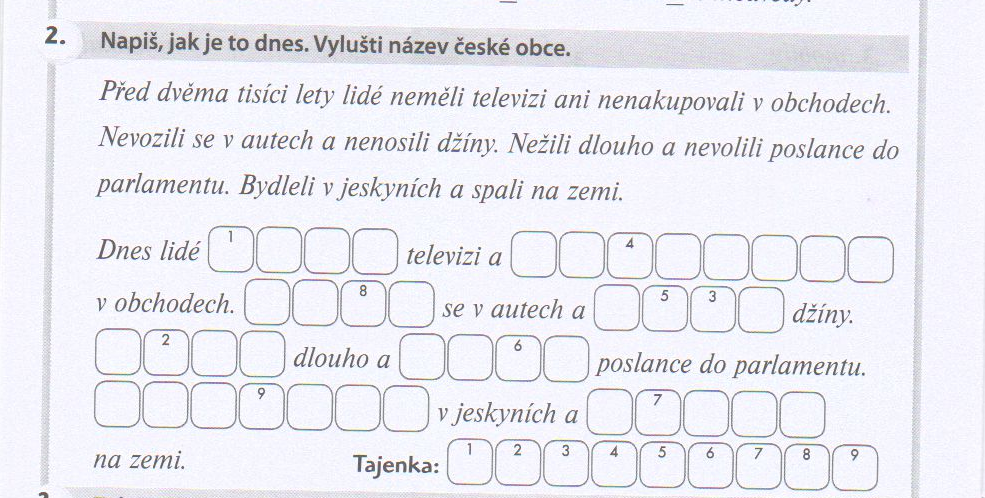 2. Napiš, jak je to dnes. Vylušti název české obce.
Před dvěma tisíci lety lidé neměli televizi ani nenakupovali v obchodech.
Nevozili se v autech a nenosili džíny. Nežili dlouho a nevolili poslance do
parlamentu. Bydleli v jeskyních a spali na zemi.
Dnes lidé 1 televizi a 4
v obchodech. 8 se v autech a 5 3 džíny.
2 dlouho a 6 poslance do parlamentu.
9 v jeskyních a 7
na zemi. Tajenka: 1 2 3 4 5 6 7 8 9